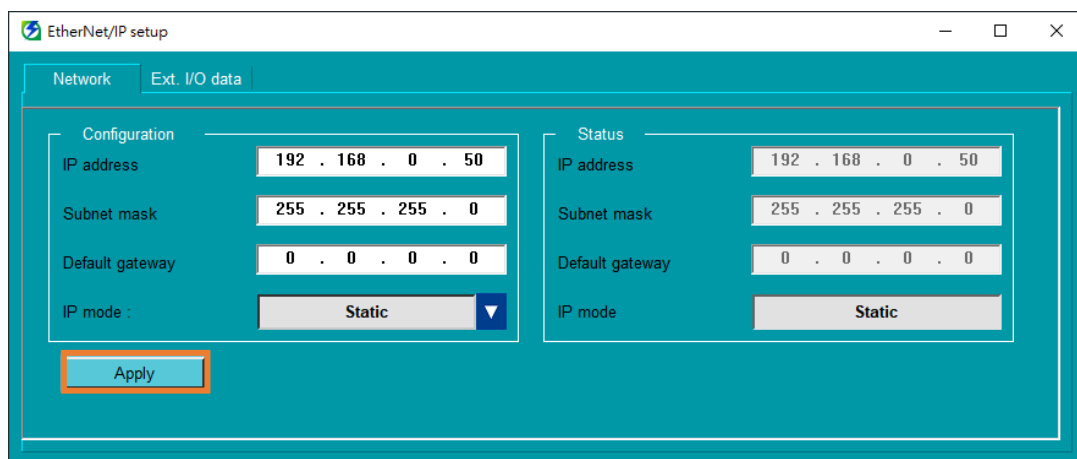 EtherNet/IP setup
Network
Ext. I/O data
Configuration
IP address 192 . 168 . 0 . 50
Subnet mask 255 . 255 . 255 . 0
Default gateway 0 . 0 . 0 . 0
IP mode : Static
Apply
Status
IP address 192 . 168 . 0 . 50
Subnet mask 255 . 255 . 255 . 0
Default gateway 0 . 0 . 0 . 0
IP mode Static